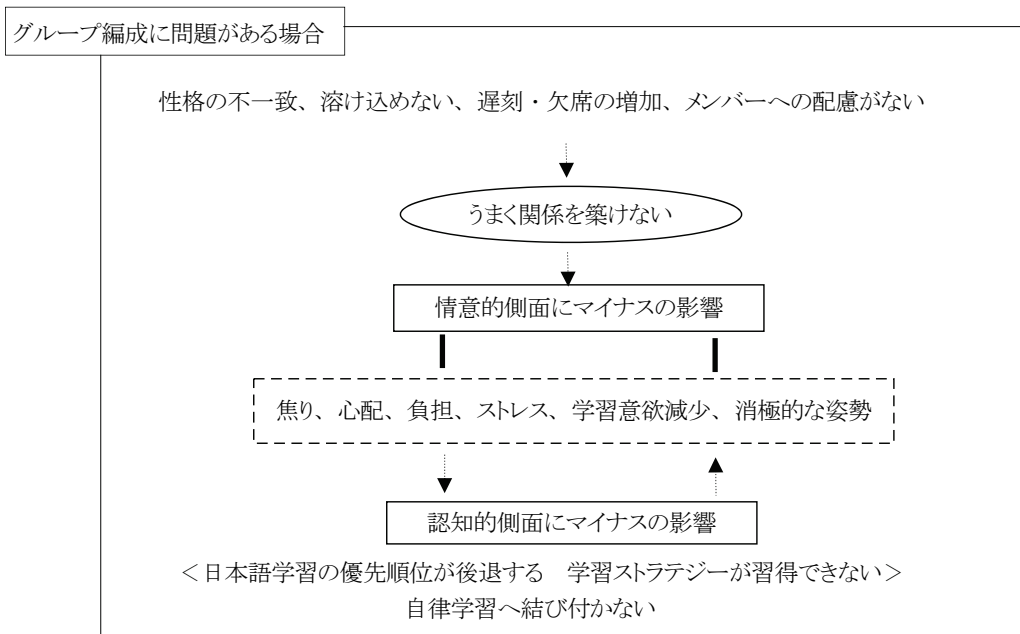 グループ編成に問題がある場合
性格の不一致、溶け込めない、遅刻・欠席の増加、メンバーへの配慮がない
うまく関係を築けない
情意的側面にマイナスの影響
焦り、心配、負担、ストレス、学習意欲減少、消極的な姿勢
認知的側面にマイナスの影響
＜日本語学習の優先順位が後退する　学習ストラテジーが習得できない＞
自律学習へ結び付かない